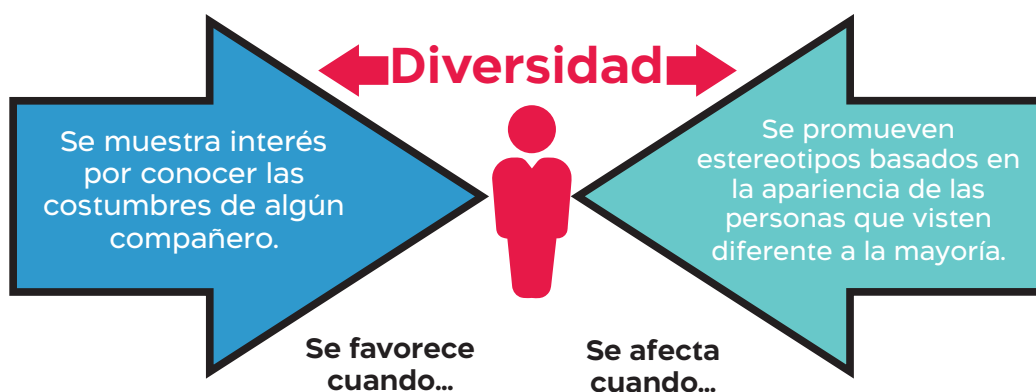 Diversidad
Se muestra interés
por conocer las
costumbres de algún
compañero.
Se promueven
estereotipos basados en
la apariencia de las
personas que visten
diferente a la mayoría.
Se favorece
cuando...
Se afecta
cuando...